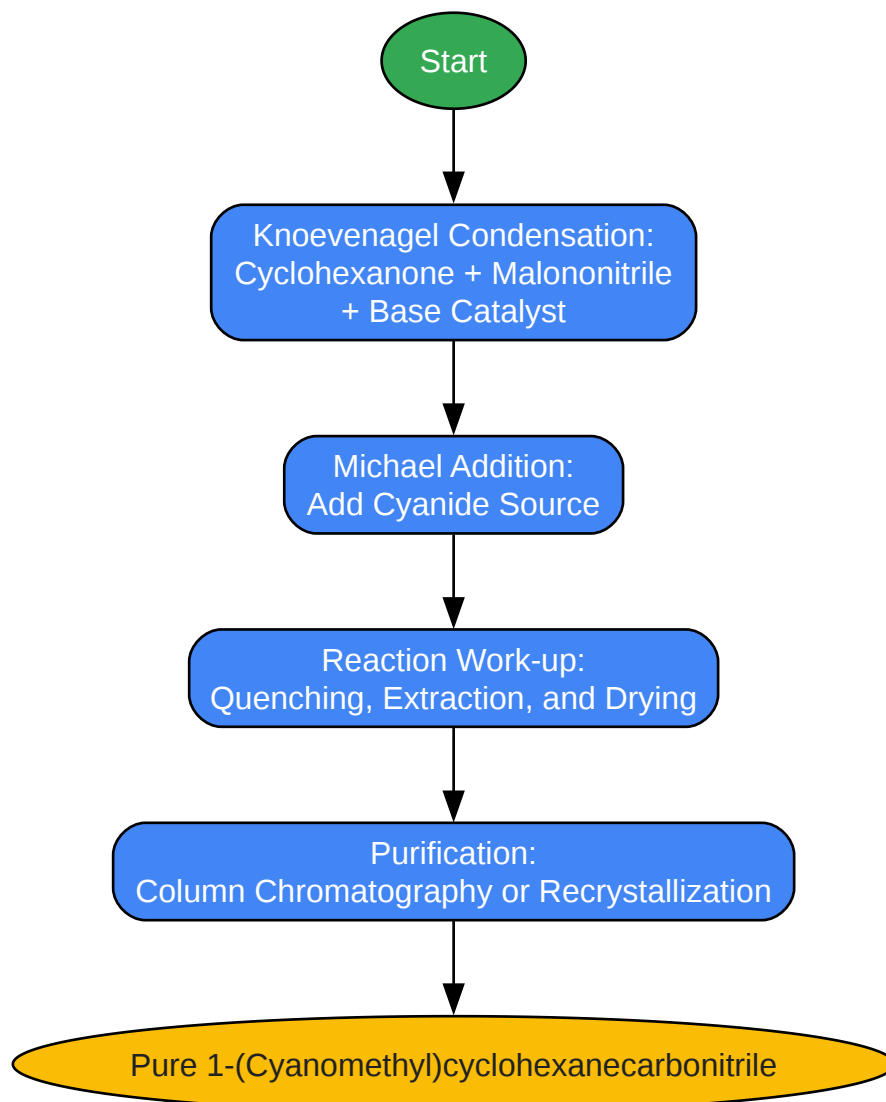 Start
Knoevenagel Condensation:
Cyclohexanone + Malononitrile
+ Base Catalyst
Michael Addition:
Add Cyanide Source
Reaction Work-up:
Quenching, Extraction, and Drying
Purification:
Column Chromatography or Recrystallization
Pure 1-(Cyanomethyl)cyclohexanecarbonitrile